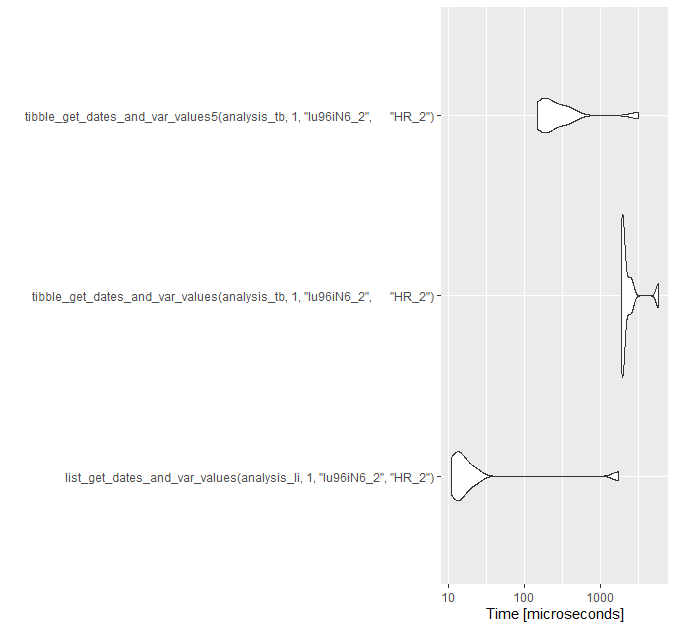 tibble_get_dates_and_var_values5(analysis_tb, 1, "lu96iN6_2", "HR_2")
tibble_get_dates_and_var_values(analysis_tb, 1, "lu96iN6_2", "HR_2")
list_get_dates_and_var_values(analysis_li, 1, "lu96iN6_2", "HR_2")
10 100 1000
Time [microseconds]